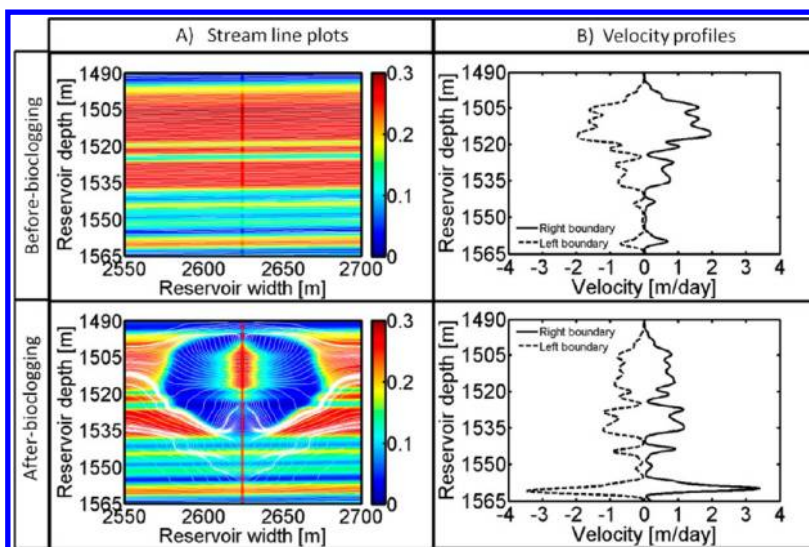 A) Stream line plots
B) Velocity profiles
Before-bioclogging
Reservoir depth [m]
1490
1505
1520
1535
1550
1565
2550 2600 2650 2700
Reservoir width [m]
0.3
0.2
0.1
0
Reservoir depth [m]
1490
1505
1520
1535
1550
1565
Right boundary
Left boundary
-4 -3 -2 -1 0 1 2 3 4
Velocity [m/day]
After-bioclogging
Reservoir depth [m]
1490
1505
1520
1535
1550
1565
2550 2600 2650 2700
Reservoir width [m]
0.3
0.2
0.1
0
Reservoir depth [m]
1490
1505
1520
1535
1550
1565
Right boundary
Left boundary
-4 -3 -2 -1 0 1 2 3 4
Velocity [m/day]